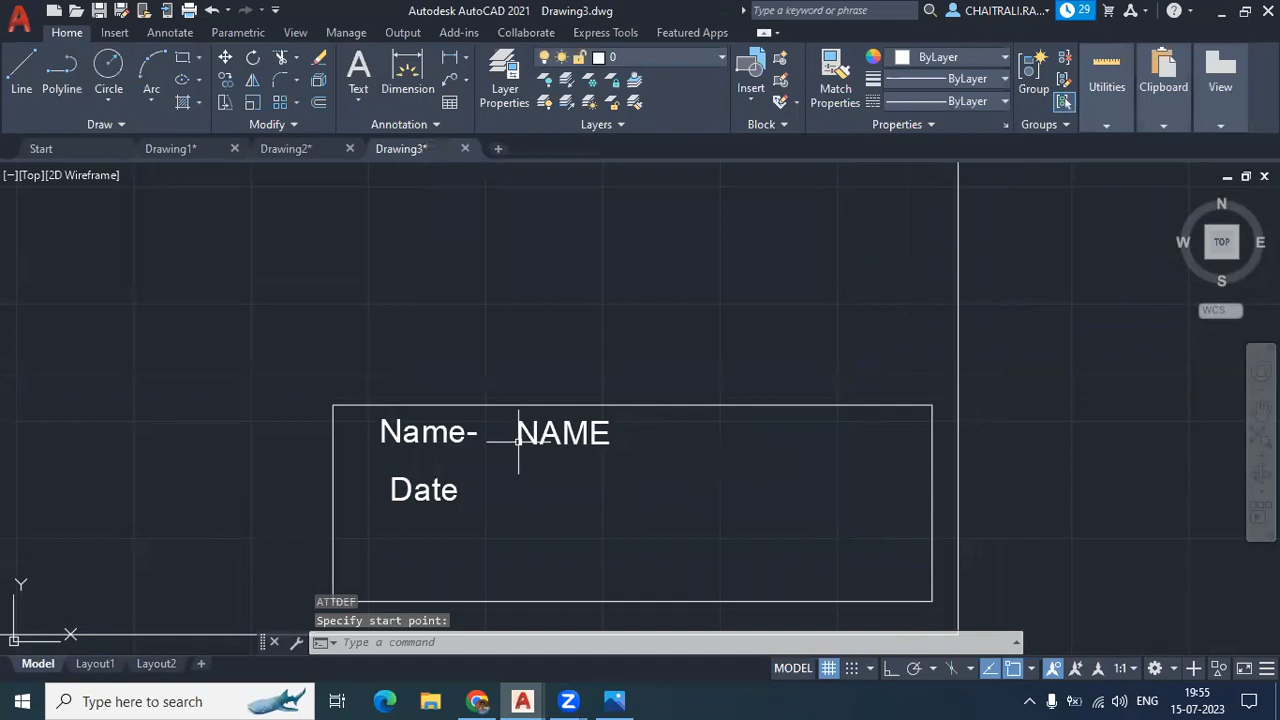 Autodesk AutoCAD 2021 Drawing3.dwg
Type a keyword or phrase
CHAITRALI.RA...
29
Home Insert Annotate Parametric View Manage Output Add-ins Collaborate Express Tools Featured Apps
Line Polyline Circle Arc
Text Dimension
Layer Properties
0
Insert
Match Properties
ByLayer
ByLayer
ByLayer
Group
Utilities Clipboard View
Draw Modify Annotation Layers Block Properties Groups
Start Drawing1* Drawing2* Drawing3*
[−][Top][2D Wireframe]
N
W TOP E
S
WCS
Name- NAME
Date
Y
X
ATTDEF
Specify start point:
Type a command
Model Layout1 Layout2
MODEL 1:1
Type here to search
ENG
19:55
15-07-2023